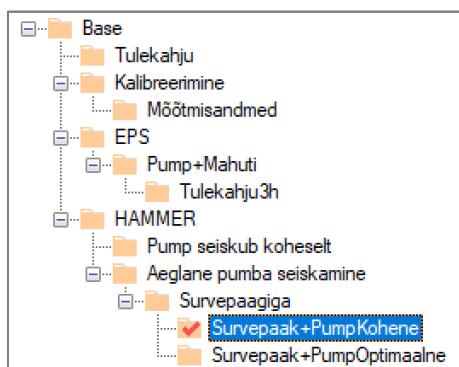 Base
Tulekahju
Kalibreerimine
Mõõtmisandmed
EPS
Pump+Mahuti
Tulekahju3h
HAMMER
Pump seiskub koheselt
Aeglane pumba seiskamine
Survepaagiga
Survepaak+PumpKohene
Survepaak+PumpOptimaalne